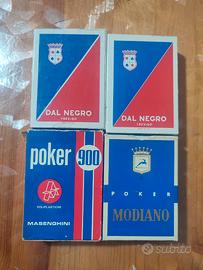 DAL NEGRO
TREVISO
DAL NEGRO
TREVISO
poker 900
MASENGHINI
POKER
MODIANO
subito